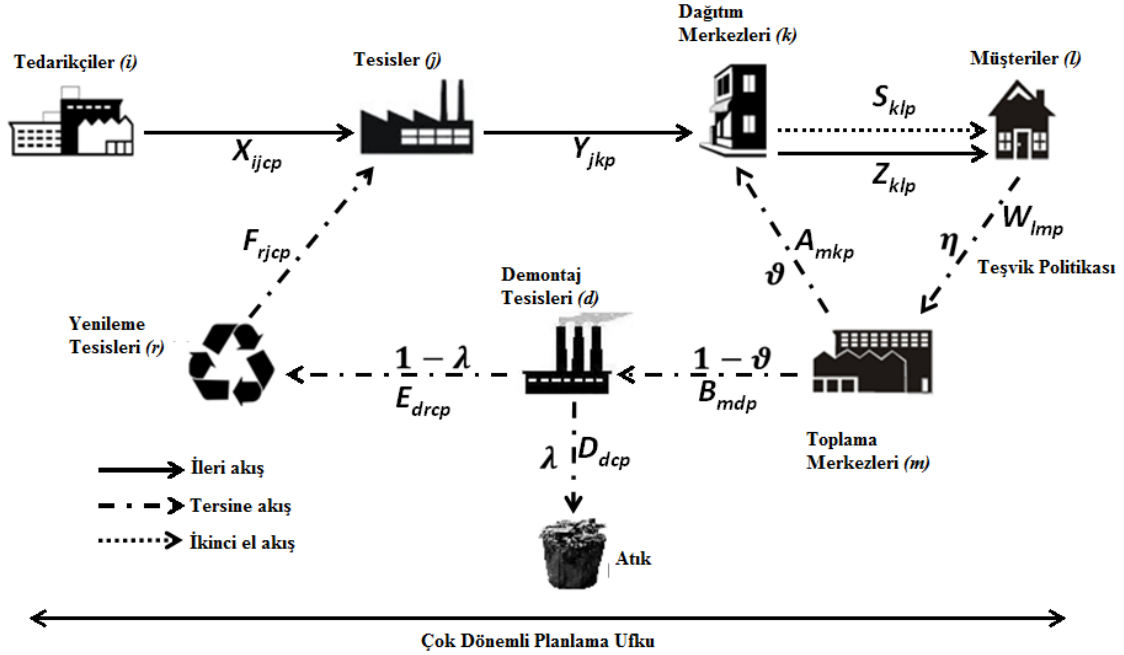 Dağıtım
Merkezleri (k)
Tedarikçiler (i)
Tesisler (j)
Müşteriler (l)
S_klp
X_ijcp
Y_jkp
Z_klp
W_lmp
F_rjcp
A_mkp
η
ϑ
Teşvik Politikası
Demontaj
Tesisleri (d)
Yenileme
Tesisleri (r)
1 − λ
E_drcp
1 − ϑ
B_mdp
Toplama
Merkezleri (m)
λ
D_dcp
İleri akış
Tersine akış
İkinci el akış
Atık
Çok Dönemli Planlama Ufku